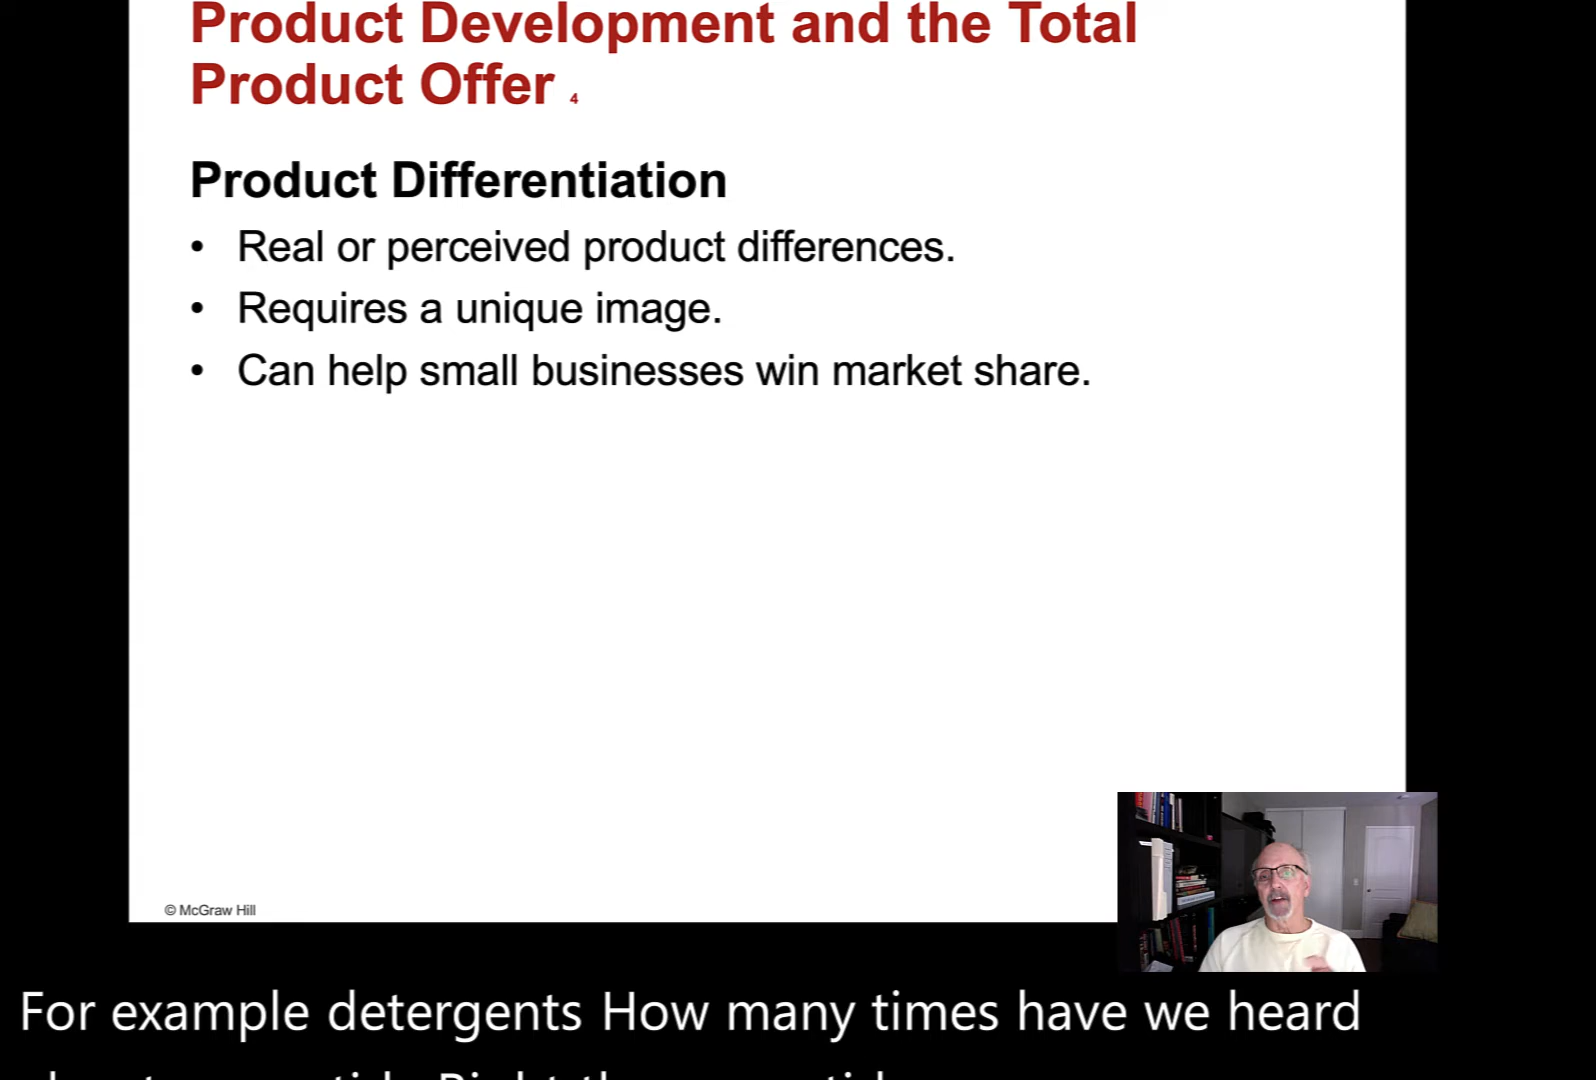 Product Development and the Total
Product Offer 4
Product Differentiation
• Real or perceived product differences.
• Requires a unique image.
• Can help small businesses win market share.
© McGraw Hill
For example detergents How many times have we heard